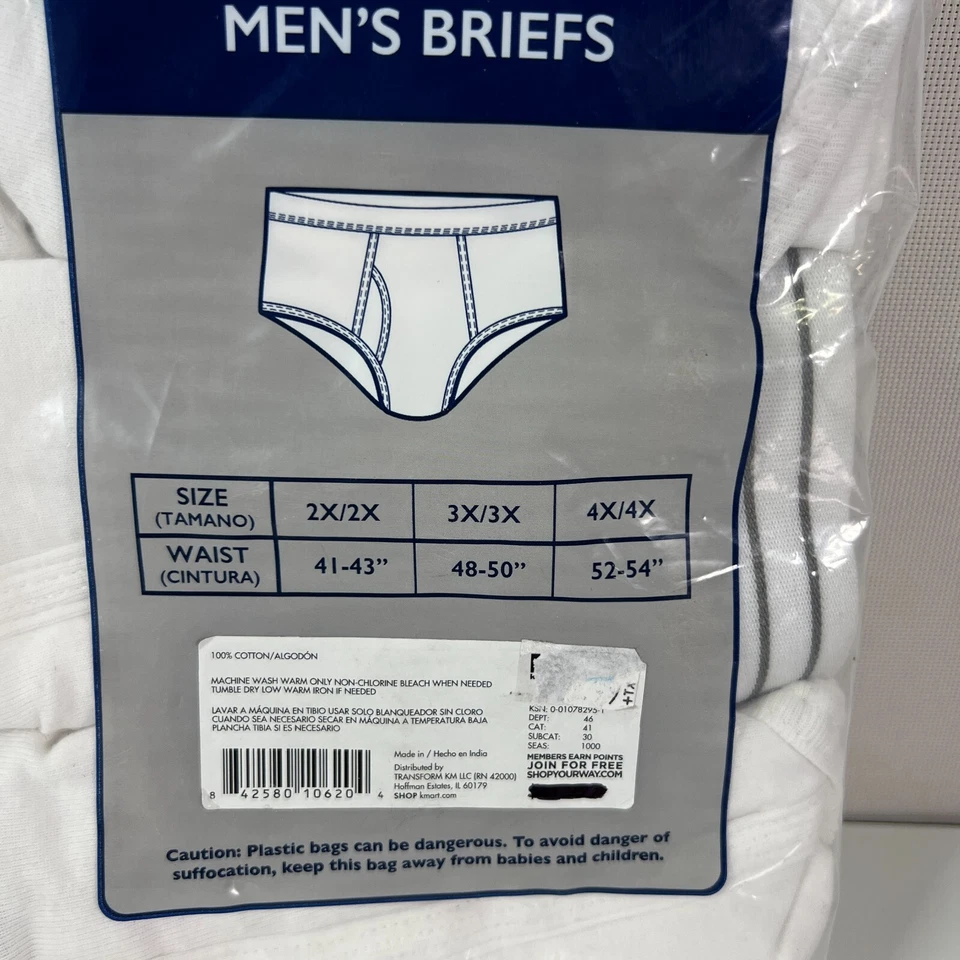 MEN'S BRIEFS
SIZE 2X/2X 3X/3X 4X/4X
(TAMANO)
WAIST 41-43” 48-50” 52-54”
(CINTURA)
100% COTTON/ALGODÓN
MACHINE WASH WARM ONLY NON-CHLORINE BLEACH WHEN NEEDED
TUMBLE DRY LOW WARM IRON IF NEEDED
LAVAR A MÁQUINA EN TIBIO USAR SOLO BLANQUEADOR SIN CLORO
CUANDO SEA NECESARIO SECAR EN MÁQUINA A TEMPERATURA BAJA
PLANCHA TIBIA SI ES NECESARIO
8 42580 10620 4
Made in / Hecho en India
Distributed by
TRANSFORM KM LLC (RN 42000)
Hoffman Estates, IL 60179
SHOP kmart.com
+TX
KSN: 0-01078295-1
DEPT: 46
CAT: 41
SUBCAT: 30
SEAS: 1000
MEMBERS EARN POINTS
JOIN FOR FREE
SHOPYOURWAY.COM
Caution: Plastic bags can be dangerous. To avoid danger of
suffocation, keep this bag away from babies and children.